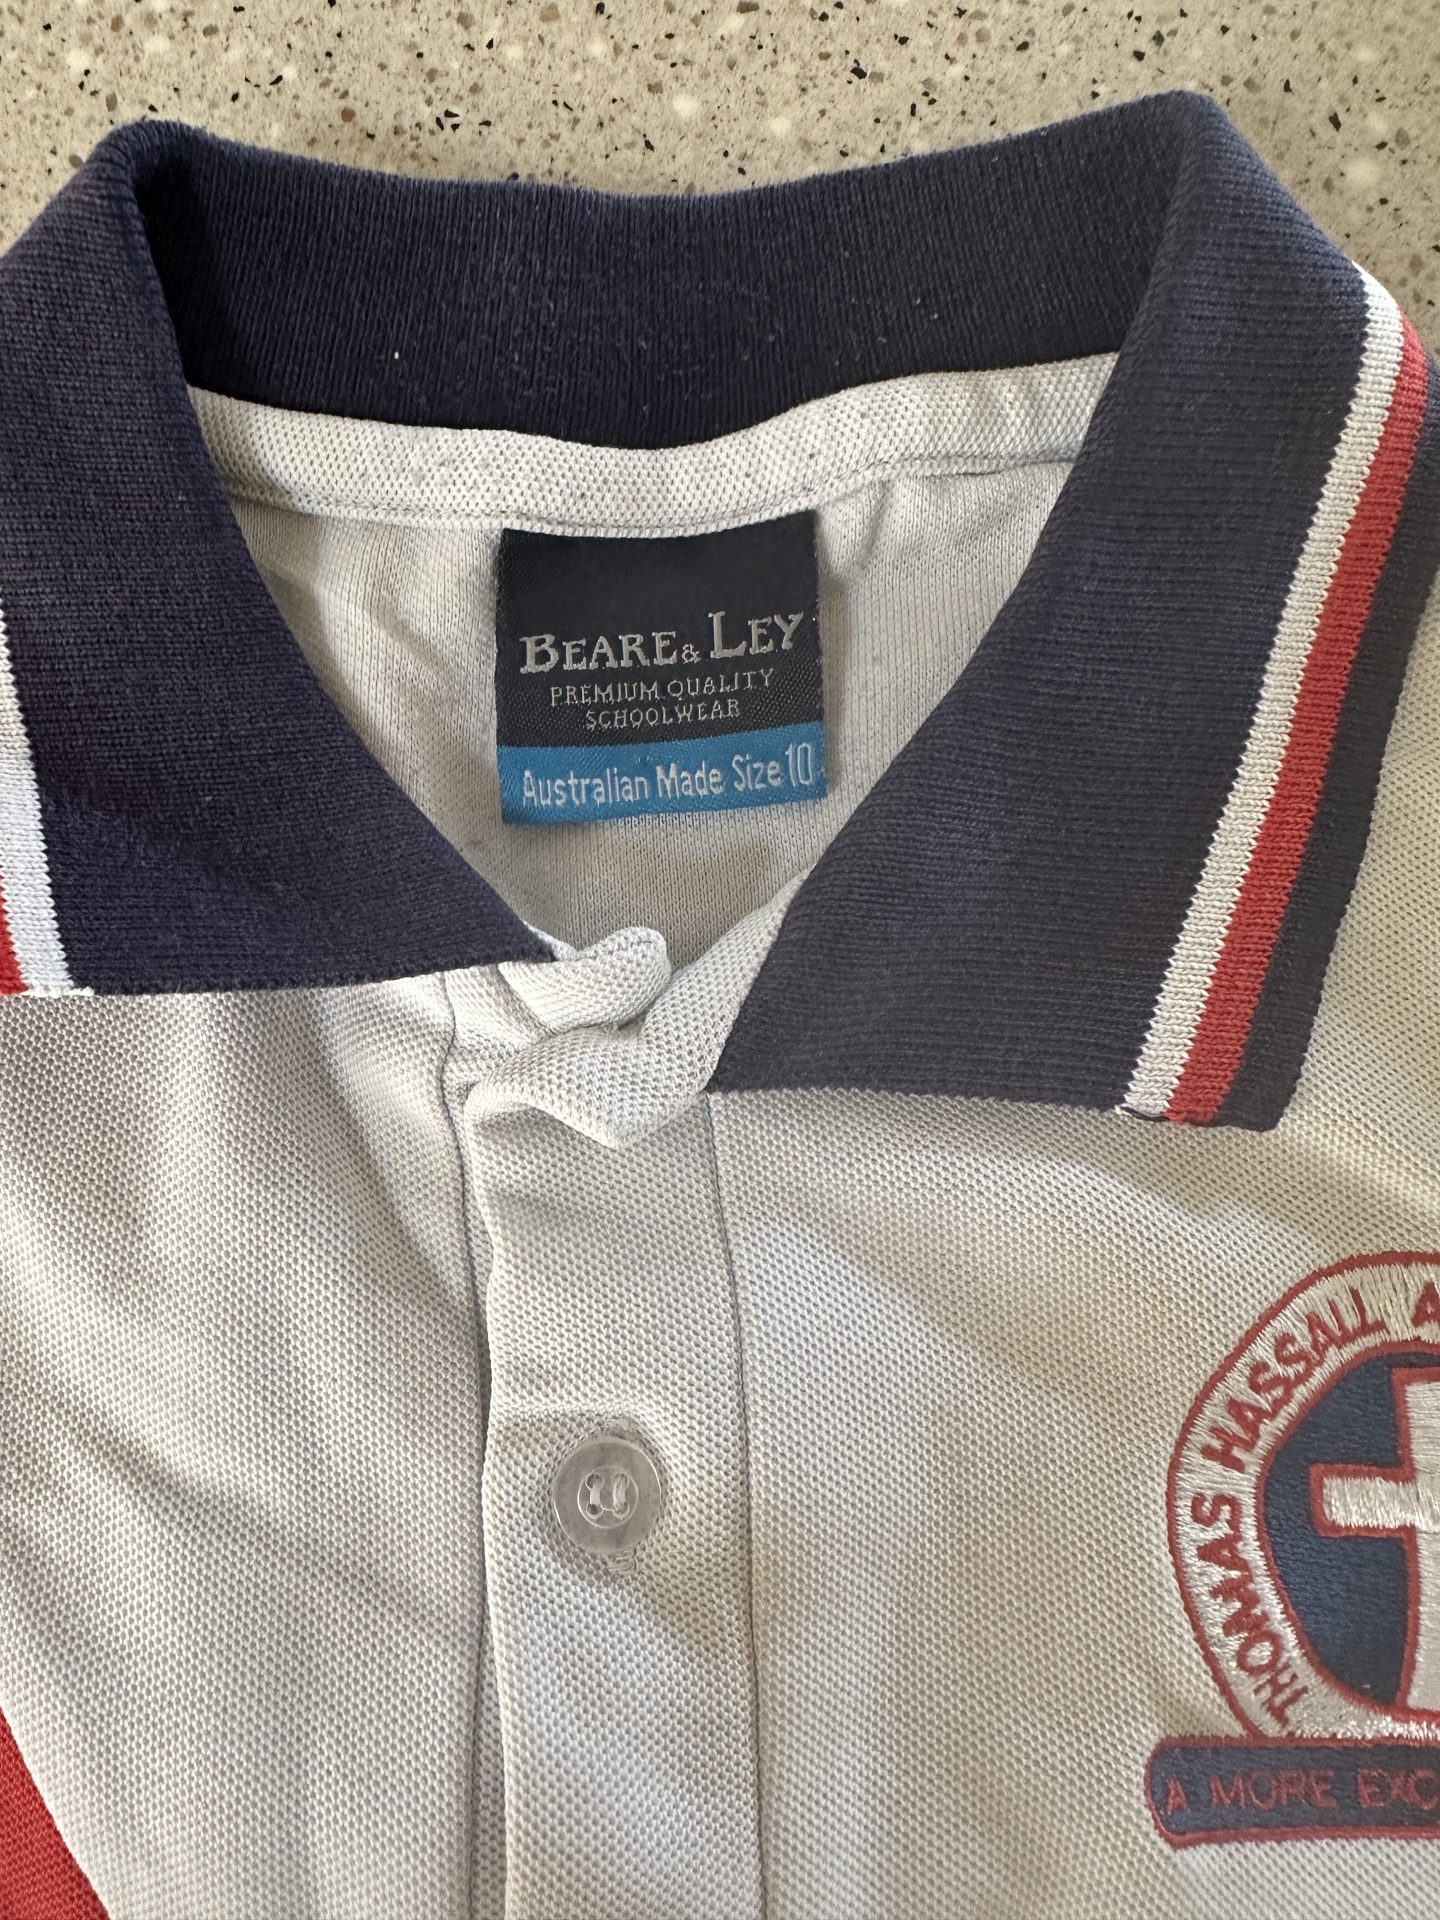 BEARE & LEY
PREMIUM QUALITY
SCHOOLWEAR
Australian Made Size 10
THOMAS HASSALL A
A MORE EXC